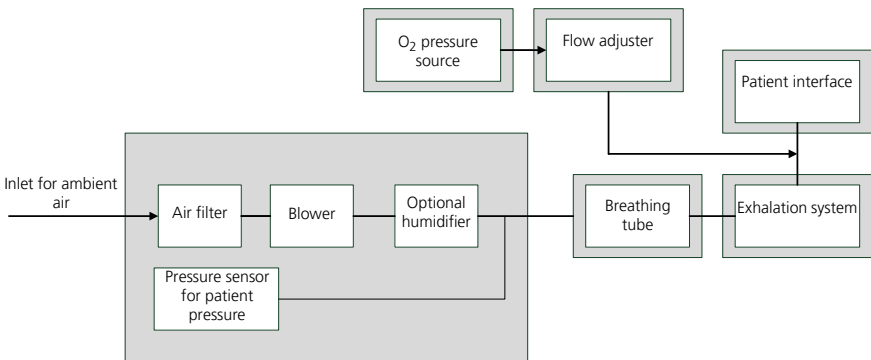 O₂ pressure
source
Flow adjuster
Patient interface
Inlet for ambient
air
Air filter
Blower
Optional
humidifier
Breathing
tube
Exhalation system
Pressure sensor
for patient
pressure